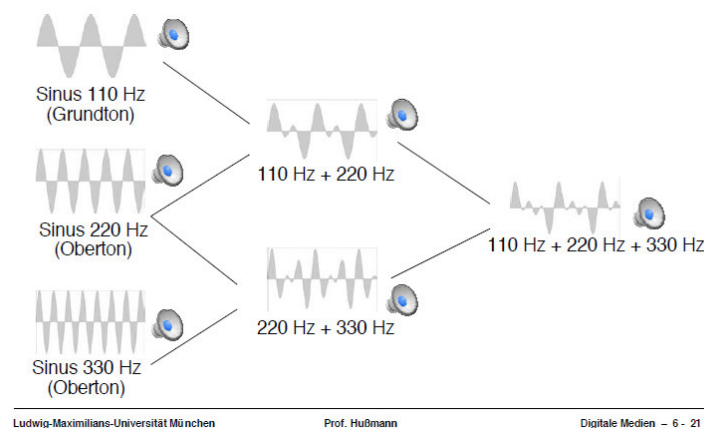 Sinus 110 Hz
(Grundton)
110 Hz + 220 Hz
Sinus 220 Hz
(Oberton)
110 Hz + 220 Hz + 330 Hz
220 Hz + 330 Hz
Sinus 330 Hz
(Oberton)
Ludwig-Maximilians-Universität München Prof. Hußmann Digitale Medien – 6 - 21